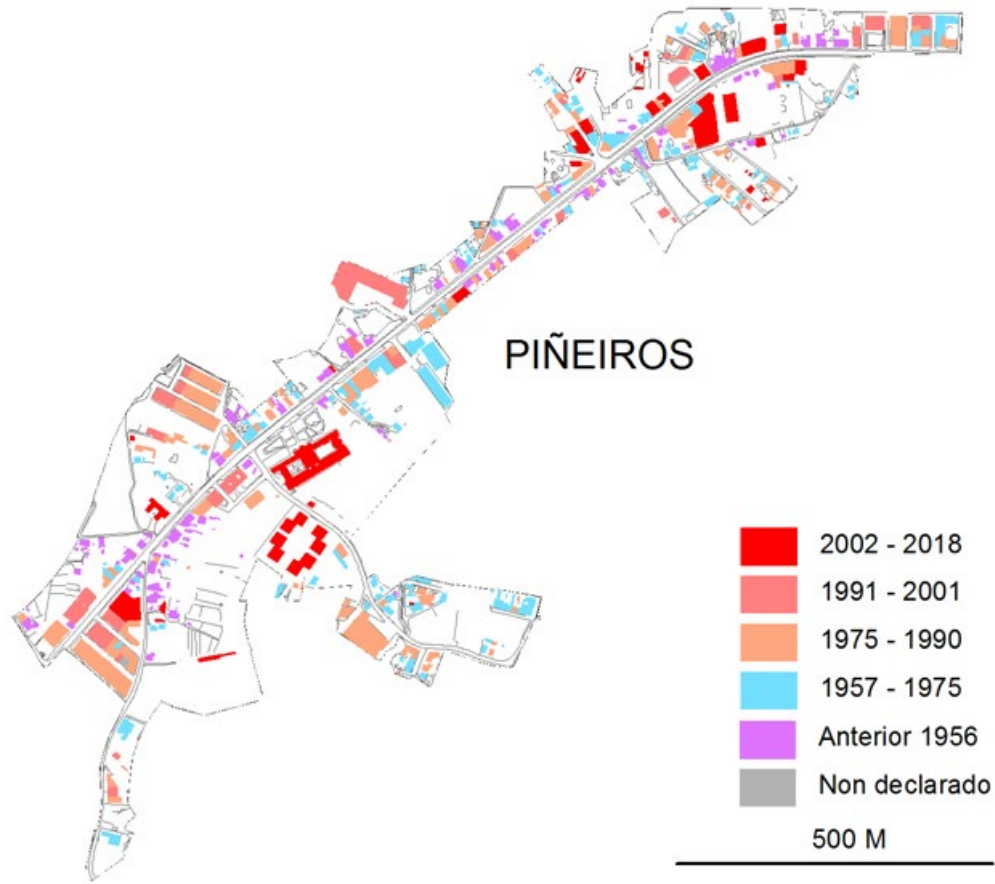 PIÑEIROS
2002 - 2018
1991 - 2001
1975 - 1990
1957 - 1975
Anterior 1956
Non declarado
500 M